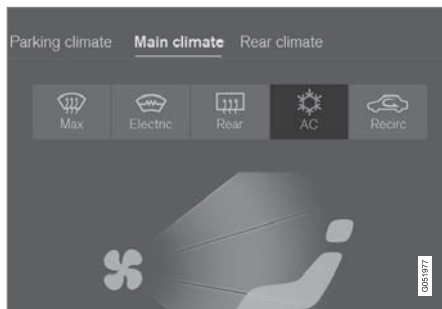 Parking climate Main climate Rear climate
Max Electric Rear AC Recirc
G051977